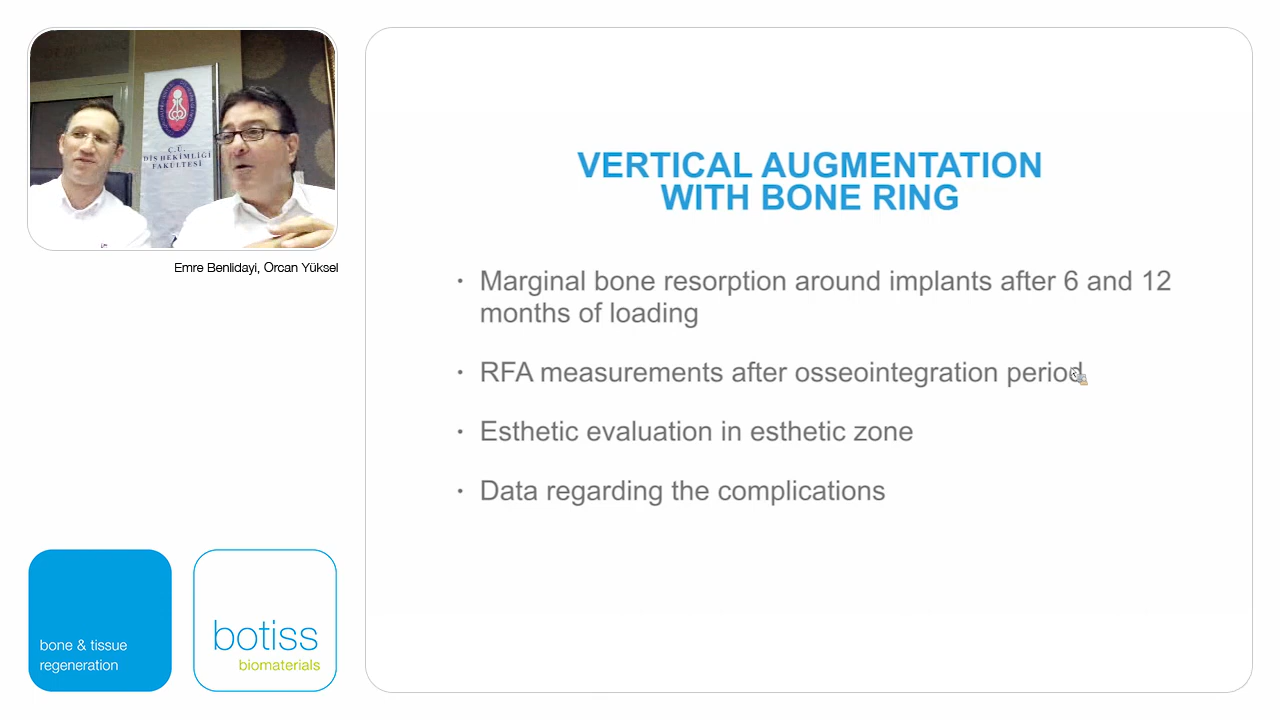 Ç.Ü.
DİŞ HEKİMLİĞİ
FAKÜLTESİ
Emre Benlidayi, Orcan Yüksel
VERTICAL AUGMENTATION
WITH BONE RING
· Marginal bone resorption around implants after 6 and 12
months of loading
· RFA measurements after osseointegration period
· Esthetic evaluation in esthetic zone
· Data regarding the complications
bone & tissue
regeneration
botiss
biomaterials